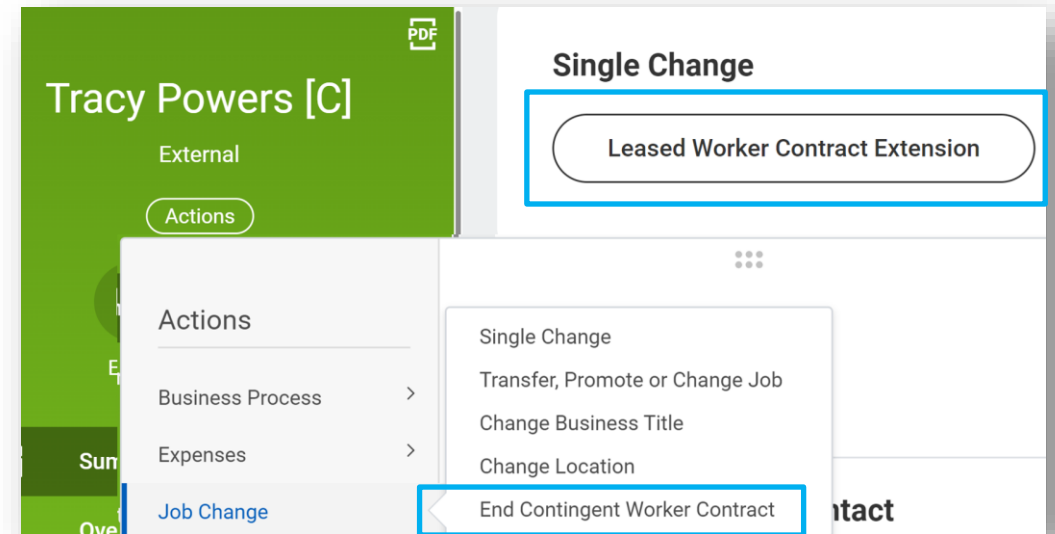 PDF
Tracy Powers [C]
External
Actions
Single Change
Leased Worker Contract Extension
Actions
Business Process
Expenses
Job Change
Single Change
Transfer, Promote or Change Job
Change Business Title
Change Location
End Contingent Worker Contract